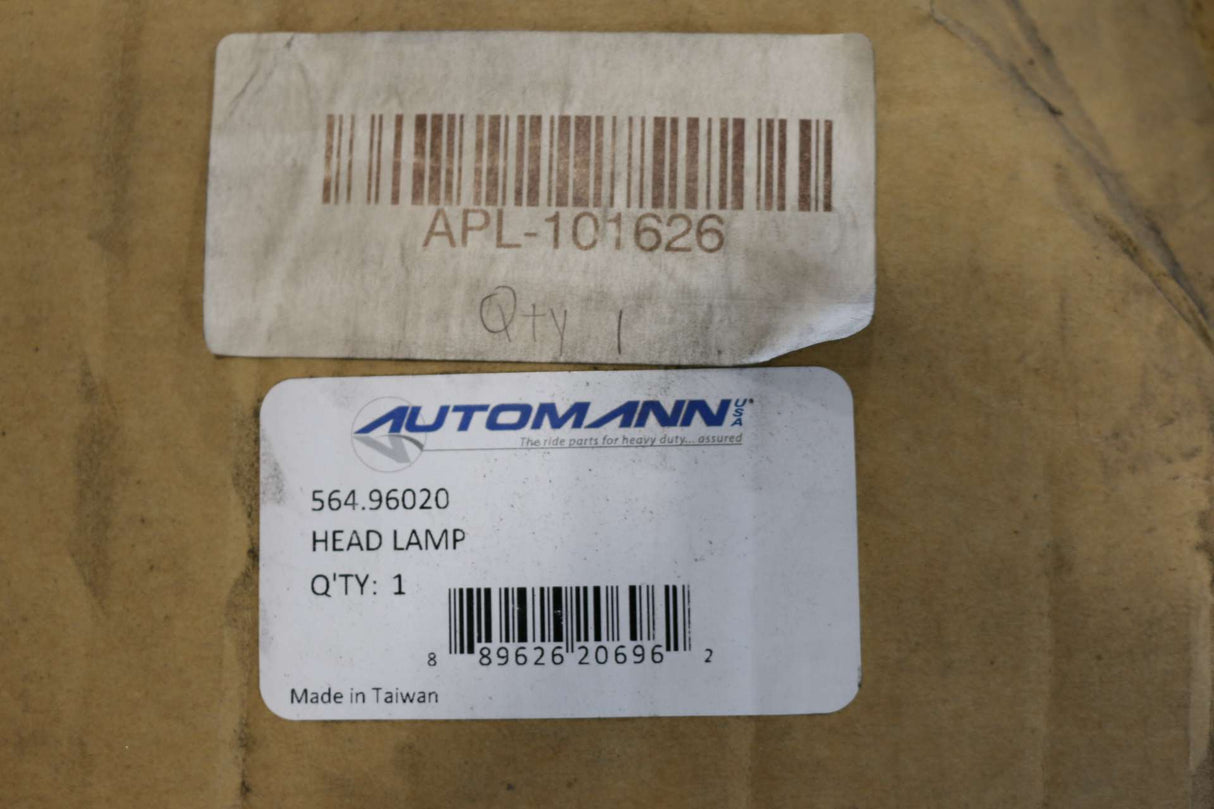 APL-101626
Qty 1
AUTOMANN USA®
The ride parts for heavy duty... assured
564.96020
HEAD LAMP
Q'TY: 1
8 89626 20696 2
Made in Taiwan